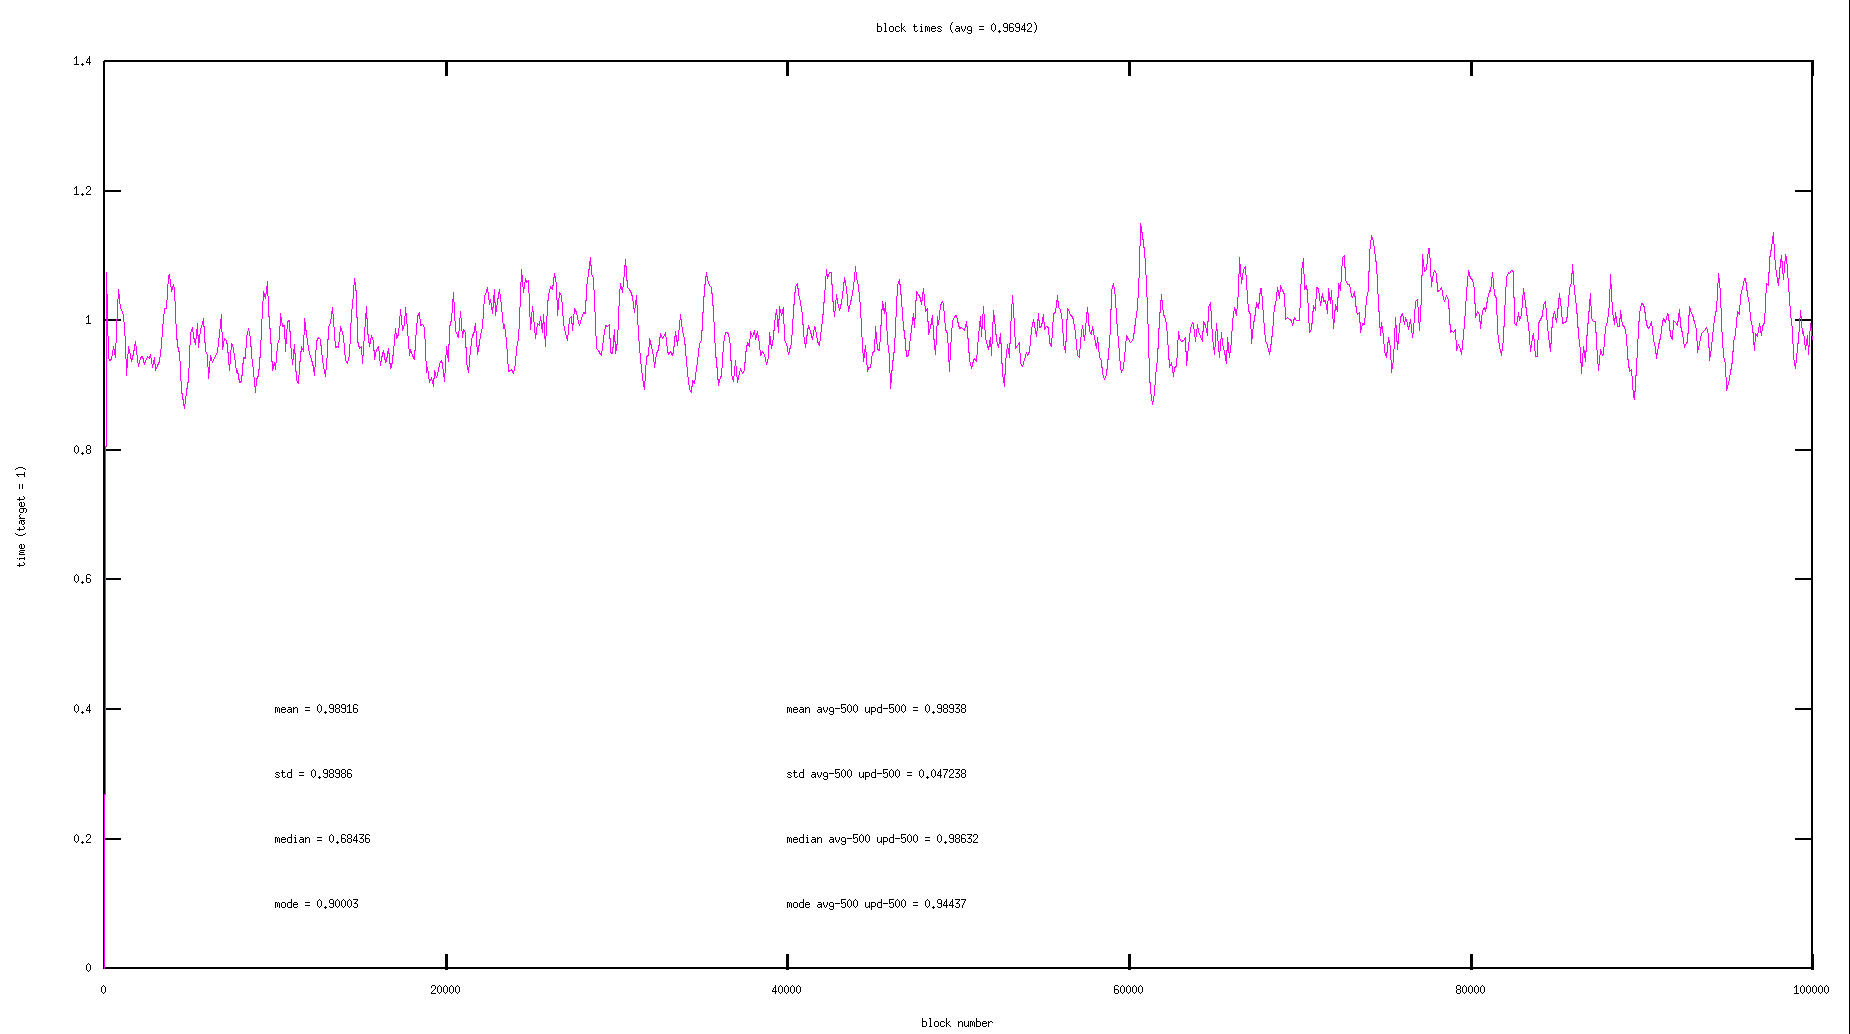 block times (avg = 0.96942)
1.4
1.2
1
0.8
0.6
0.4
0.2
0
time (target = 1)
mean = 0.98916
mean avg-500 upd-500 = 0.98938
std = 0.98986
std avg-500 upd-500 = 0.047238
median = 0.68436
median avg-500 upd-500 = 0.98632
mode = 0.90003
mode avg-500 upd-500 = 0.94437
0
20000
40000
60000
80000
100000
block number